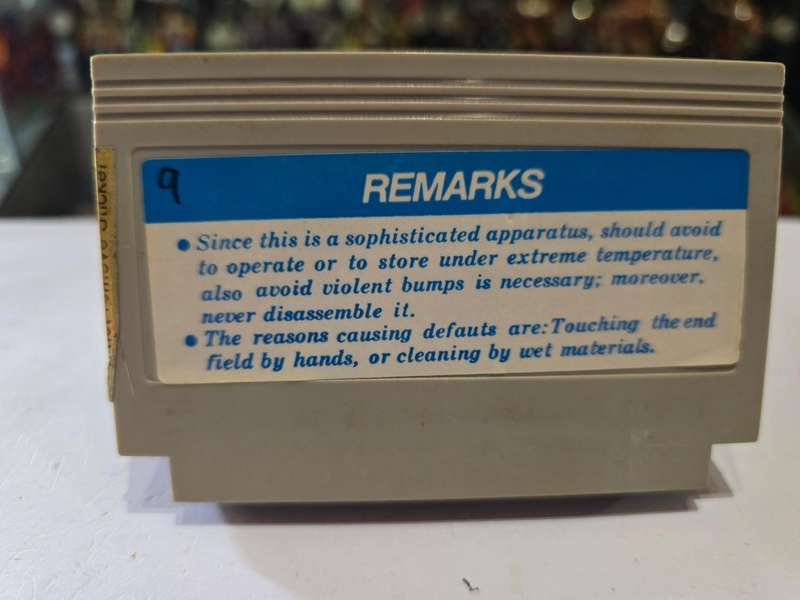 9
REMARKS
● Since this is a sophisticated apparatus, should avoid
to operate or to store under extreme temperature,
also avoid violent bumps is necessary; moreover.
never disassemble it.
● The reasons causing defauts are:Touching the end
field by hands, or cleaning by wet materials.
remove Sticker